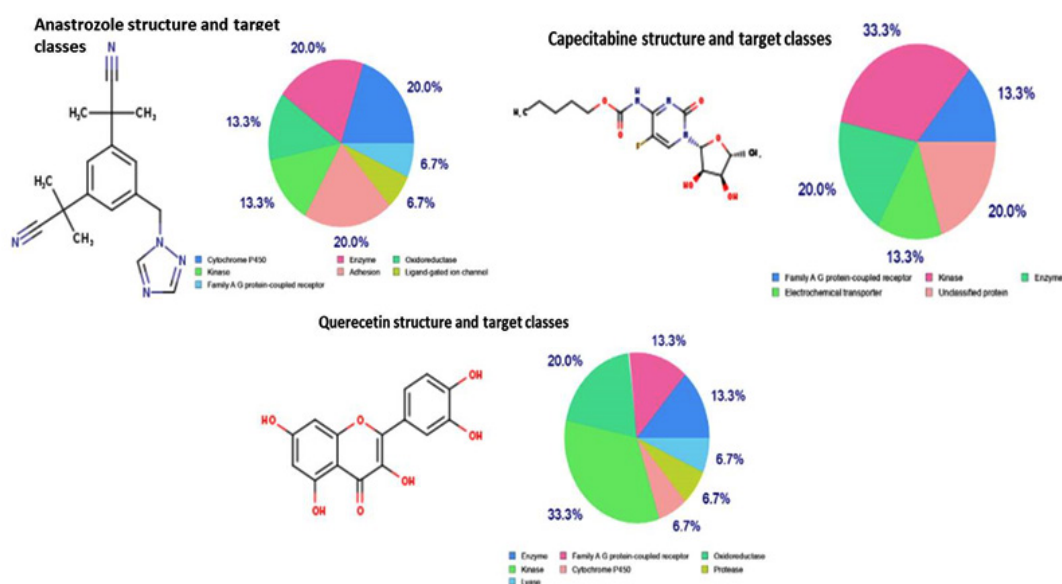 Anastrozole structure and target
classes
N
H₃C
CH₃
H₃C
N
CH₃
N
N
N
20.0%
20.0%
13.3%
6.7%
13.3%
6.7%
20.0%
Cytochrome P450
Enzyme
Oxidoreductase
Kinase
Adhesion
Ligand-gated ion channel
Family A G protein-coupled receptor
Capecitabine structure and target classes
H
N
O
N
O
O
F
N
O
HO
OH
33.3%
13.3%
20.0%
20.0%
13.3%
Family A G protein-coupled receptor
Kinase
Enzyme
Electrochemical transporter
Unclassified protein
Querecetin structure and target classes
OH
OH
HO
O
OH
OH
O
20.0%
13.3%
13.3%
6.7%
6.7%
33.3%
6.7%
Enzyme
Family A G protein-coupled receptor
Oxidoreductase
Kinase
Cytochrome P450
Protease
Lyase